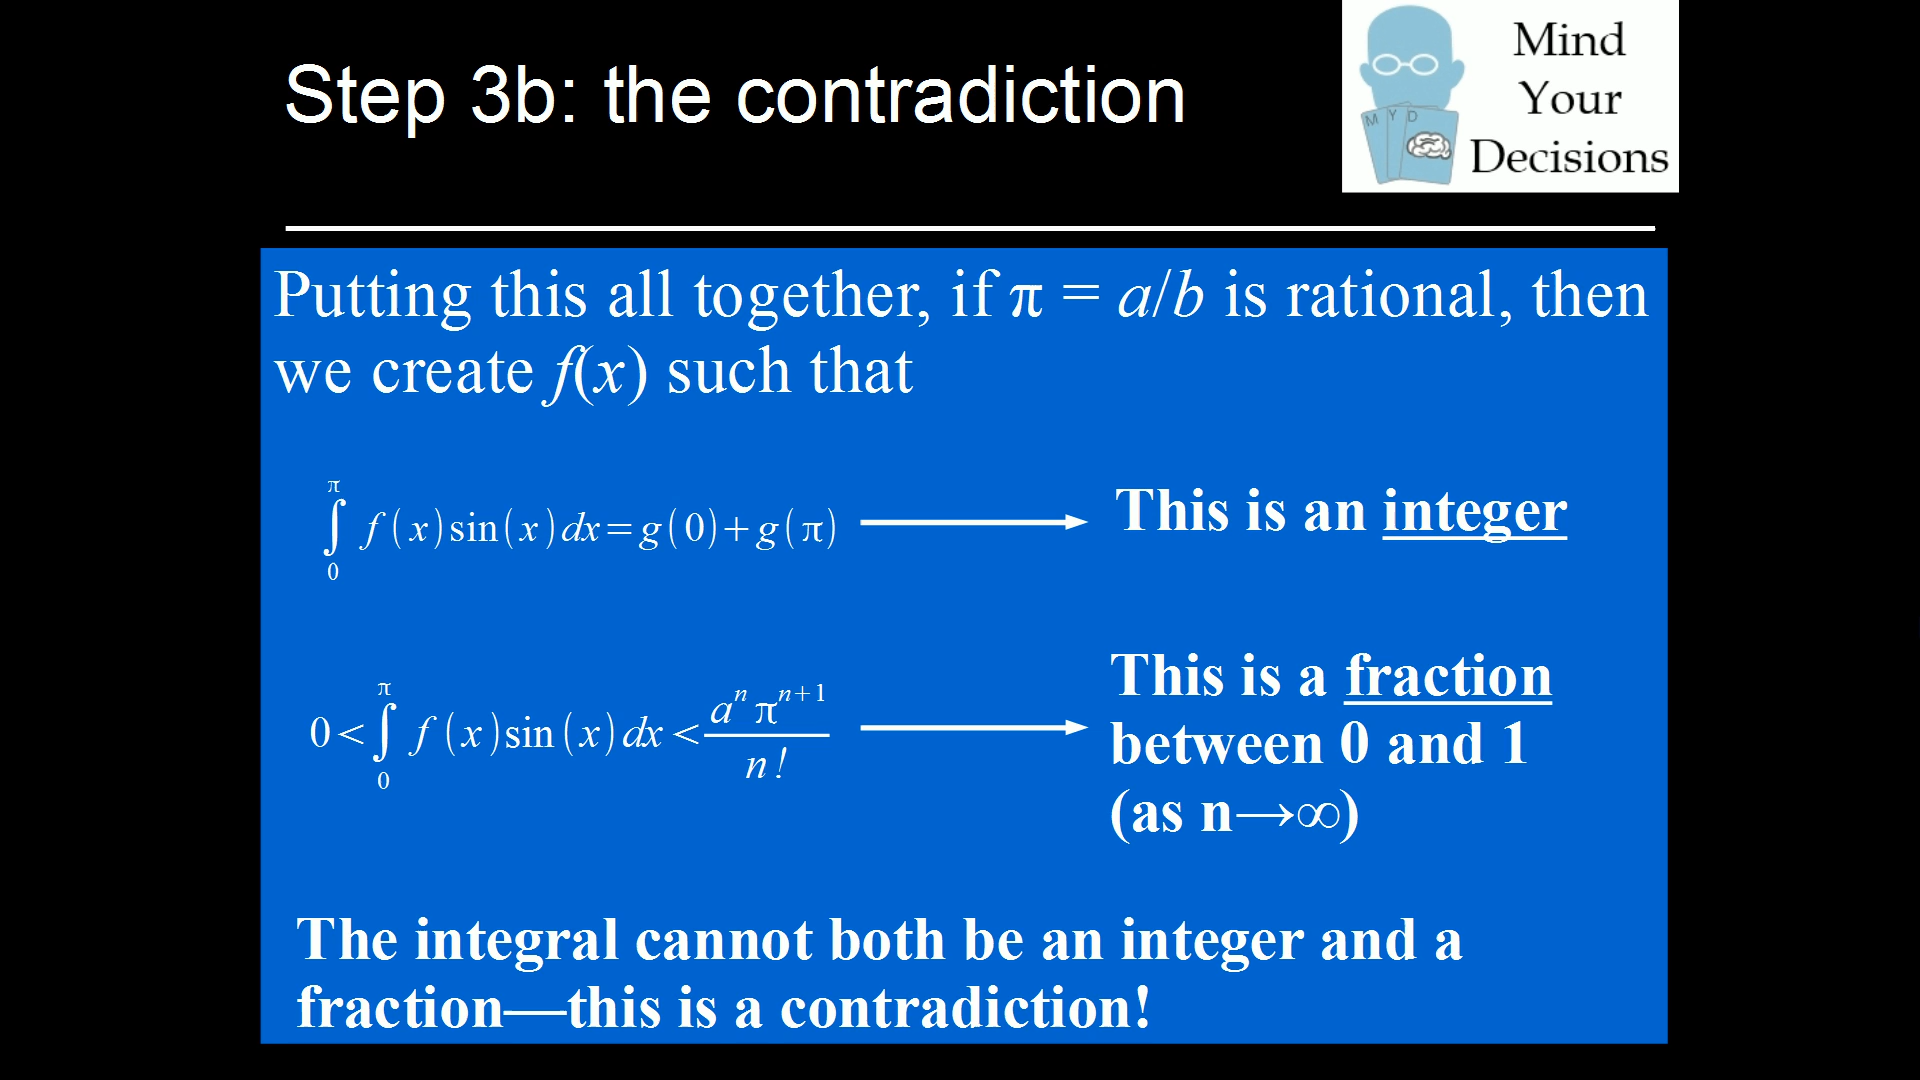 Step 3b: the contradiction
Mind
Your
Decisions
M Y D
Putting this all together, if π = a/b is rational, then
we create f(x) such that
∫₀^π f(x)sin(x)dx=g(0)+g(π)
This is an integer
0<∫₀^π f(x)sin(x)dx<aⁿπⁿ⁺¹/n!
This is a fraction
between 0 and 1
(as n→∞)
The integral cannot both be an integer and a
fraction—this is a contradiction!